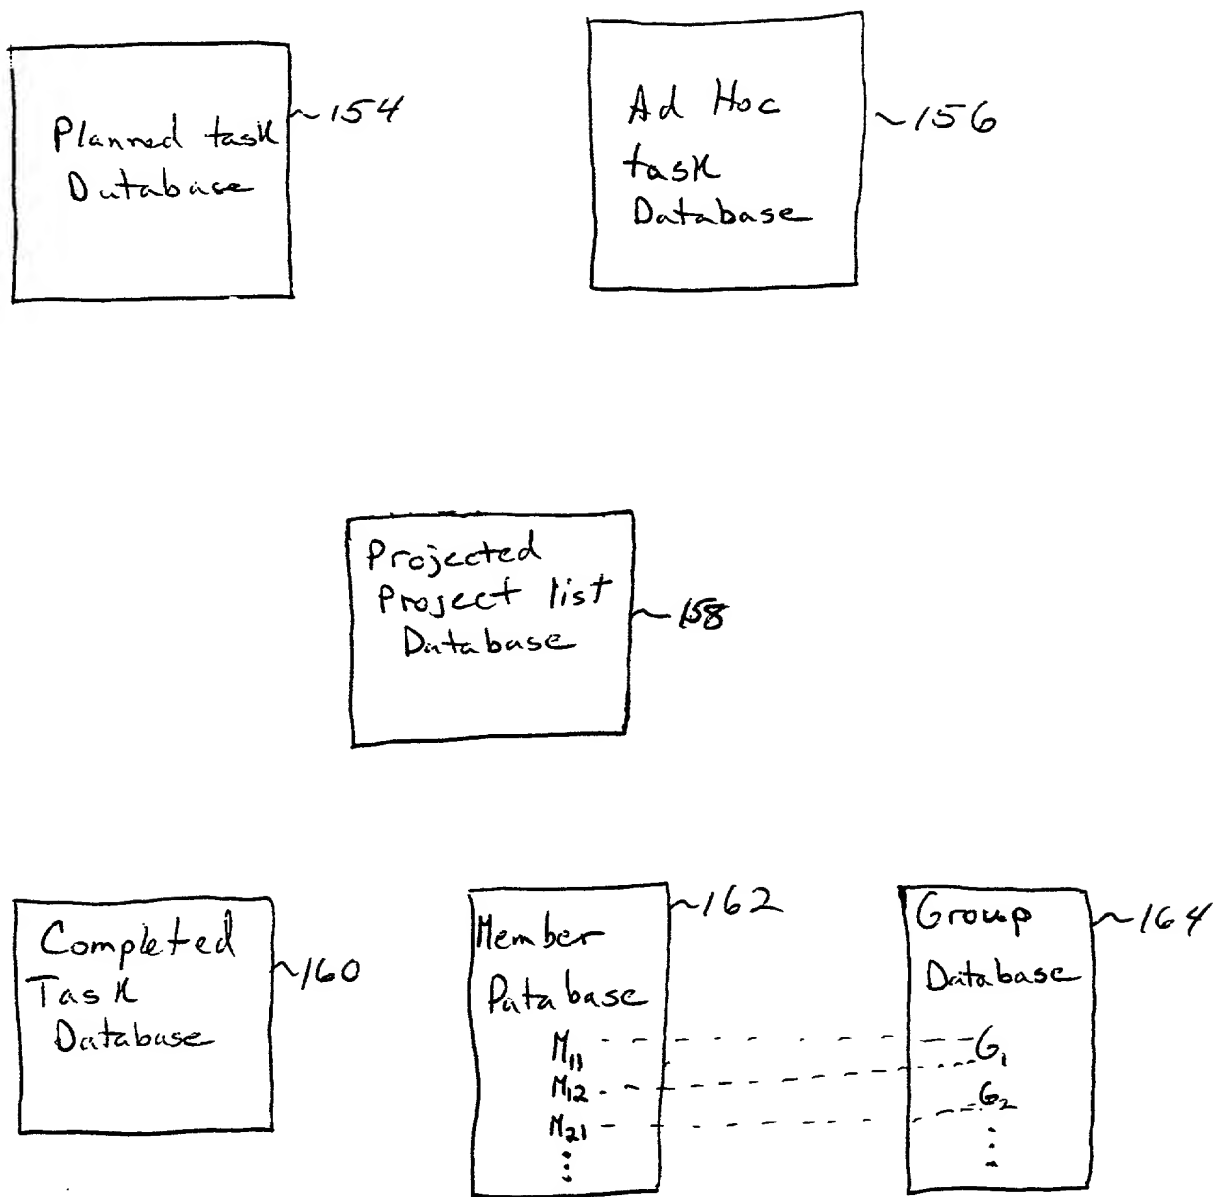 Planned task
Database
~154
Ad Hoc
task
Database
~156
Projected
Project list
Database
~158
Completed
Task
Database
~160
Member
Database
M11
M12
M21
⋮
~162
Group
Database
G1
G2
⋮
~164